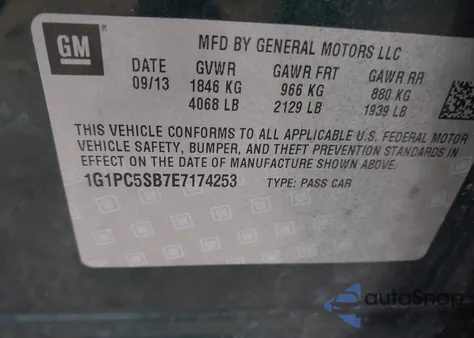 GM
MFD BY GENERAL MOTORS LLC
DATE GVWR GAWR FRT GAWR RR
09/13 1846 KG 966 KG 880 KG
4068 LB 2129 LB 1939 LB
THIS VEHICLE CONFORMS TO ALL APPLICABLE U.S. FEDERAL MOTOR
VEHICLE SAFETY, BUMPER, AND THEFT PREVENTION STANDARDS IN
EFFECT ON THE DATE OF MANUFACTURE SHOWN ABOVE.
1G1PC5SB7E7174253 TYPE: PASS CAR
autoSnap